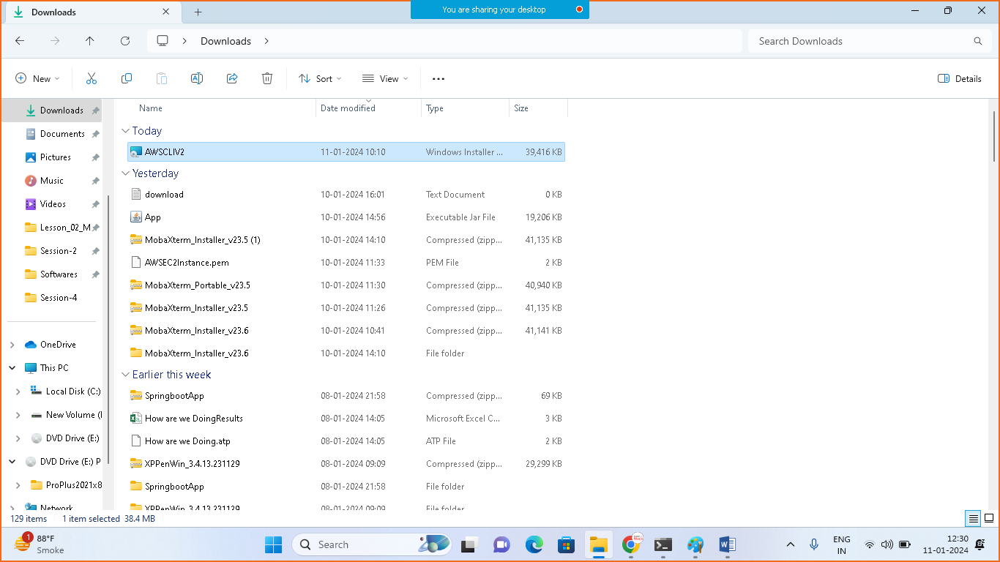 Downloads
You are sharing your desktop
Downloads
Search Downloads
New
Sort
View
Details
Downloads
Documents
Pictures
Music
Videos
Lesson_02_M
Session-2
Softwares
Session-4
OneDrive
This PC
Local Disk (C:)
New Volume (
DVD Drive (E:)
DVD Drive (E:) P
ProPlus2021x8
Network
Name Date modified Type Size
Today
AWSCLIV2 11-01-2024 10:10 Windows Installer ... 39,416 KB
Yesterday
download 10-01-2024 16:01 Text Document 0 KB
App 10-01-2024 14:56 Executable Jar File 19,206 KB
MobaXterm_Installer_v23.5 (1) 10-01-2024 14:10 Compressed (zipp... 41,135 KB
AWSEC2Instance.pem 10-01-2024 11:33 PEM File 2 KB
MobaXterm_Portable_v23.5 10-01-2024 11:30 Compressed (zipp... 40,940 KB
MobaXterm_Installer_v23.5 10-01-2024 11:26 Compressed (zipp... 41,135 KB
MobaXterm_Installer_v23.6 10-01-2024 10:41 Compressed (zipp... 41,141 KB
MobaXterm_Installer_v23.6 10-01-2024 14:10 File folder
Earlier this week
SpringbootApp 08-01-2024 21:58 Compressed (zipp... 69 KB
How are we DoingResults 08-01-2024 14:05 Microsoft Excel C... 3 KB
How are we Doing.atp 08-01-2024 14:05 ATP File 2 KB
XPPenWin_3.4.13.231129 08-01-2024 09:09 Compressed (zipp... 29,299 KB
SpringbootApp 08-01-2024 21:58 File folder
XPPenWin_3.4.13.231129 08-01-2024 09:09 File folder
129 items 1 item selected 38.4 MB
1
88°F
Smoke
Search
ENG
IN
12:30
11-01-2024